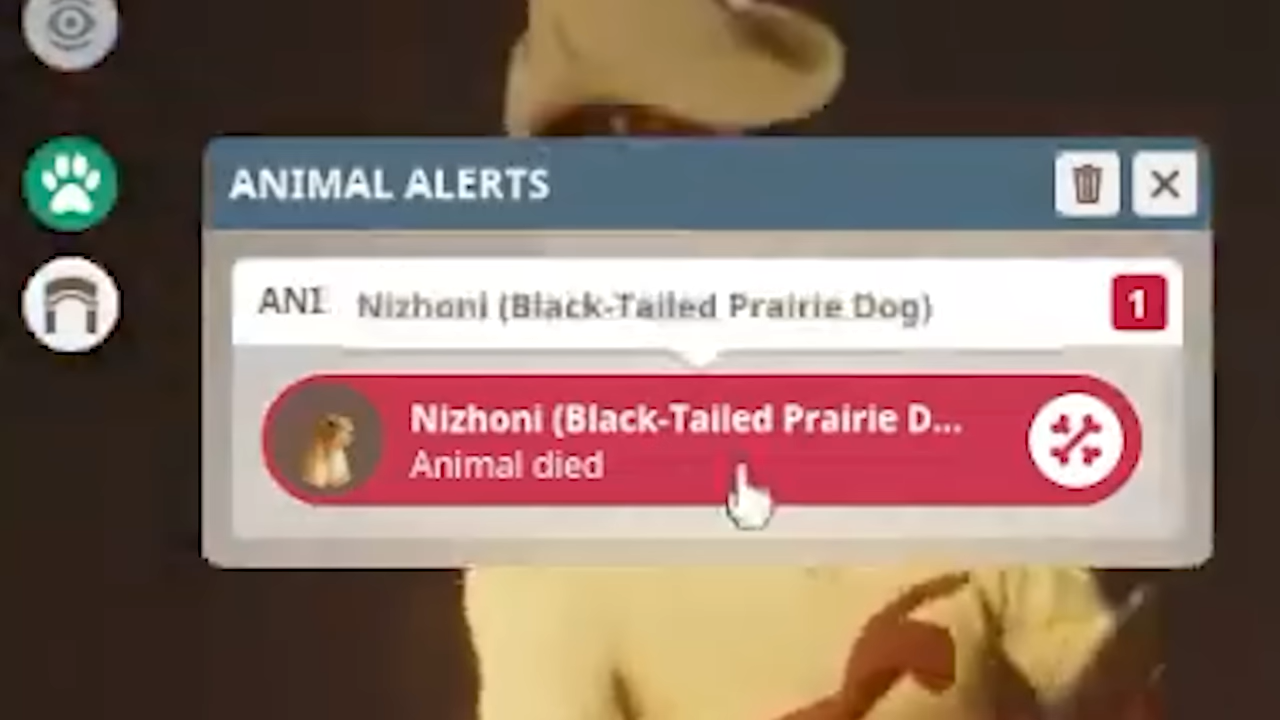 ANIMAL ALERTS
ANI
Nizhoni (Black-Tailed Prairie Dog)
1
Nizhoni (Black-Tailed Prairie D...
Animal died